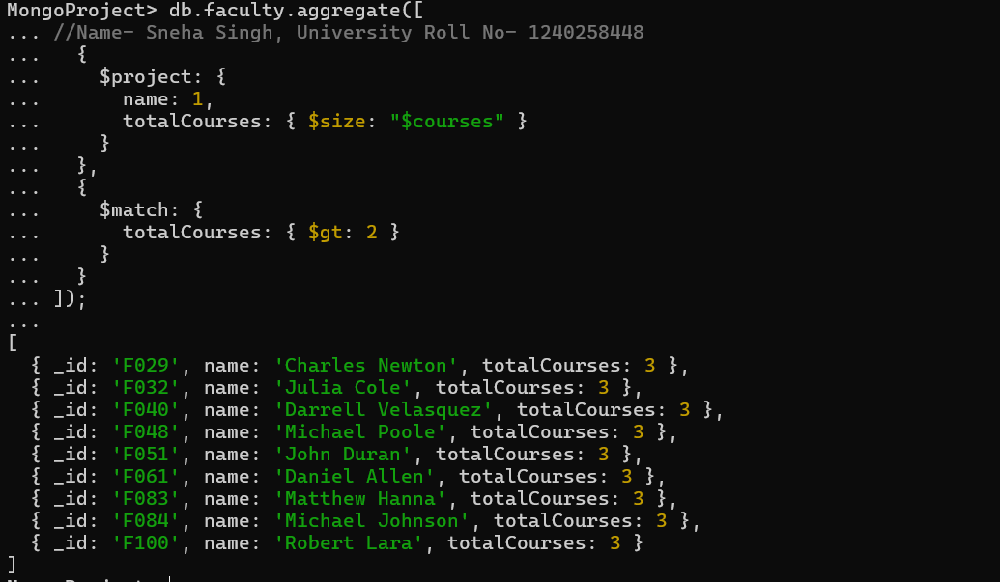 MongoProject> db.faculty.aggregate([
... //Name- Sneha Singh, University Roll No- 1240258448
...   {
...     $project: {
...       name: 1,
...       totalCourses: { $size: "$courses" }
...     }
...   },
...   {
...     $match: {
...       totalCourses: { $gt: 2 }
...     }
...   }
... ]);
...
[
  { _id: 'F029', name: 'Charles Newton', totalCourses: 3 },
  { _id: 'F032', name: 'Julia Cole', totalCourses: 3 },
  { _id: 'F040', name: 'Darrell Velasquez', totalCourses: 3 },
  { _id: 'F048', name: 'Michael Poole', totalCourses: 3 },
  { _id: 'F051', name: 'John Duran', totalCourses: 3 },
  { _id: 'F061', name: 'Daniel Allen', totalCourses: 3 },
  { _id: 'F083', name: 'Matthew Hanna', totalCourses: 3 },
  { _id: 'F084', name: 'Michael Johnson', totalCourses: 3 },
  { _id: 'F100', name: 'Robert Lara', totalCourses: 3 }
]